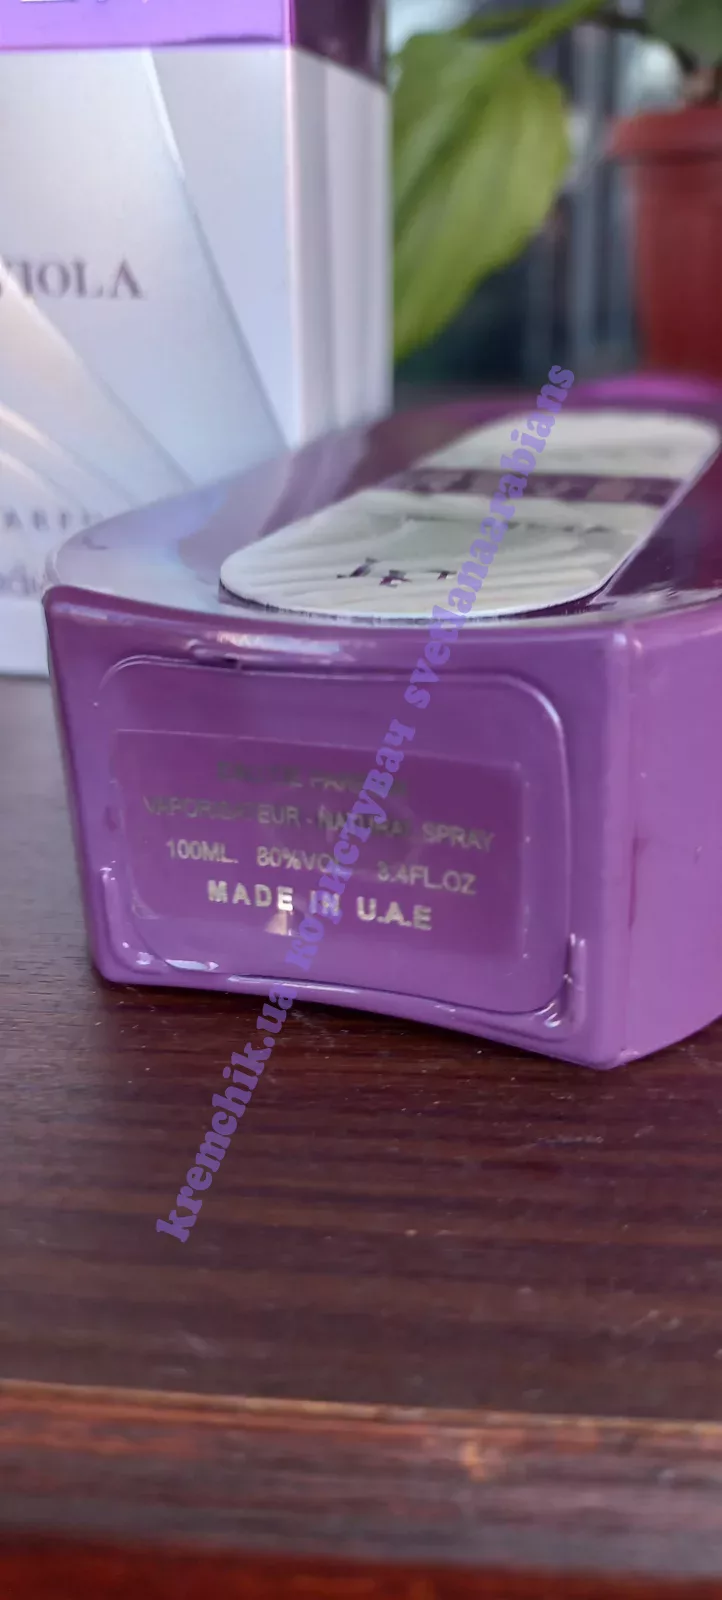 VIOLA
EAU DE PARFUM
VAPORISATEUR - NATURAL SPRAY
100ML. 80%VOL 3.4FL.OZ
MADE IN U.A.E
kremchik.ua користувач svetlanaarabians